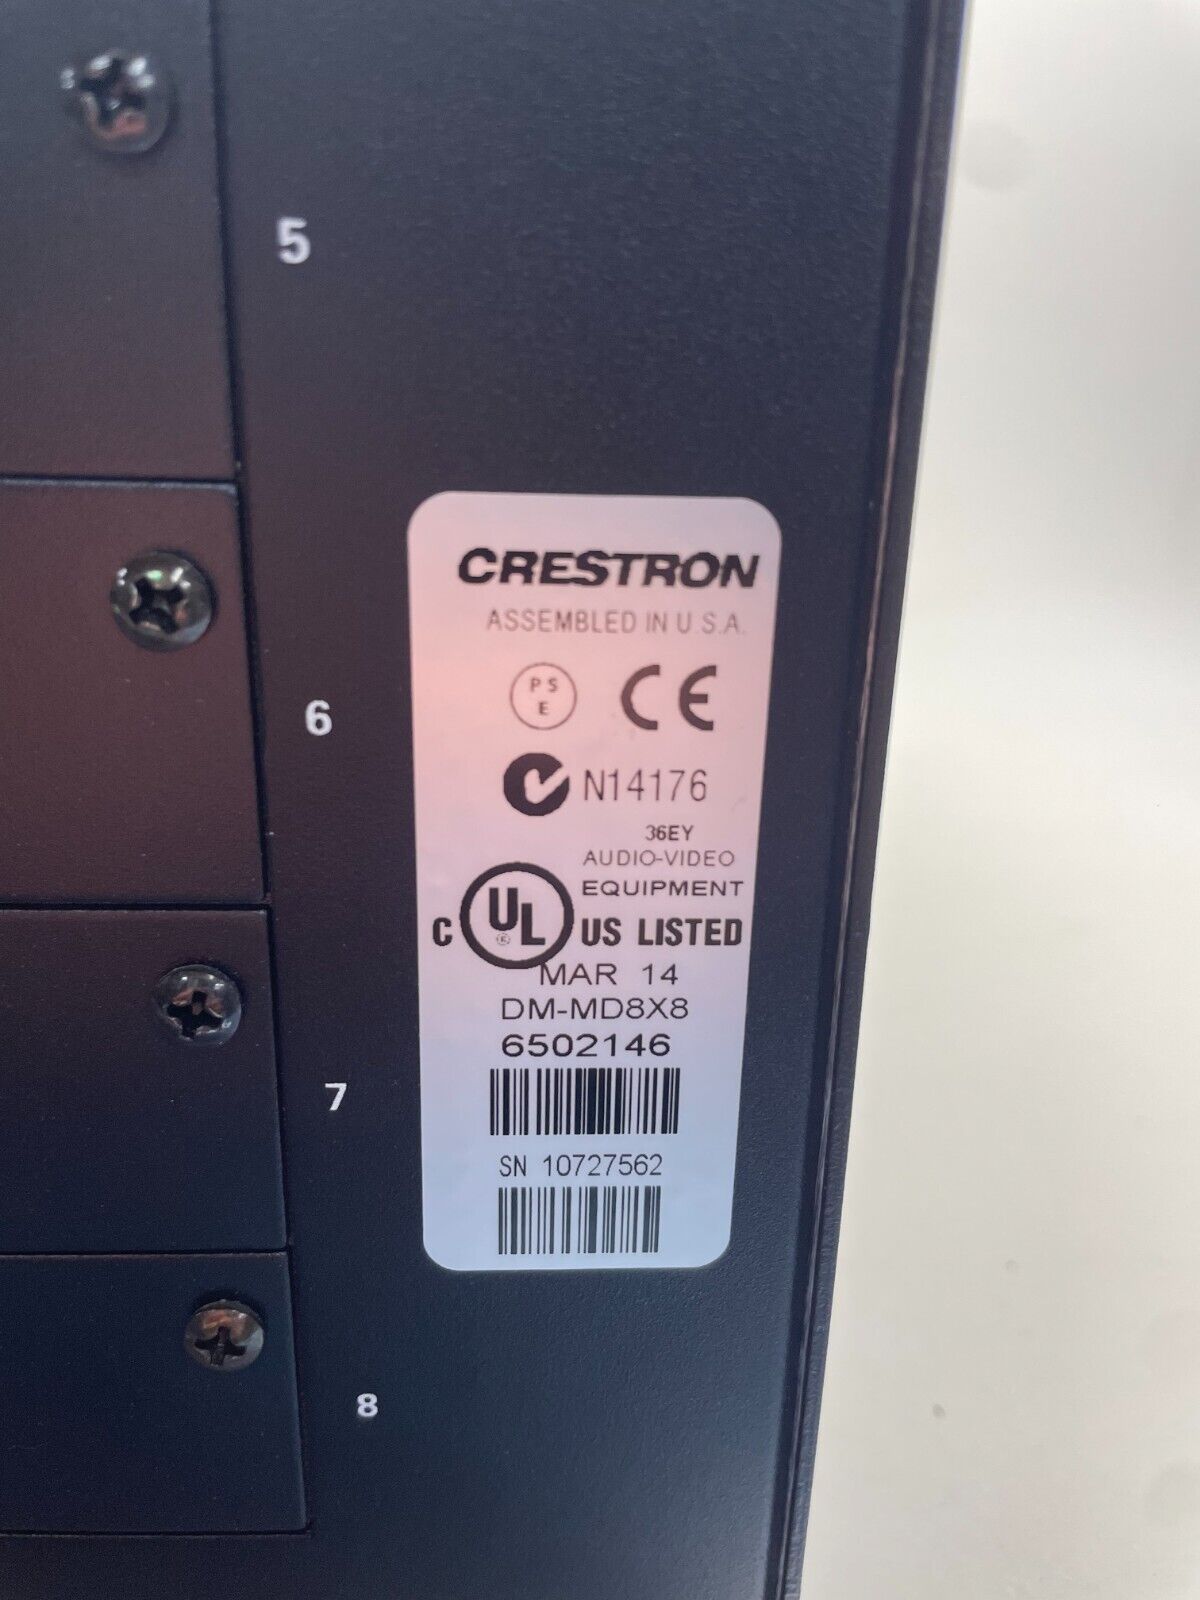 5
6
7
8
CRESTRON
ASSEMBLED IN U.S.A.
PS
E
CE
N14176
36EY
AUDIO-VIDEO
EQUIPMENT
C UL US LISTED
MAR 14
DM-MD8X8
6502146
SN 10727562